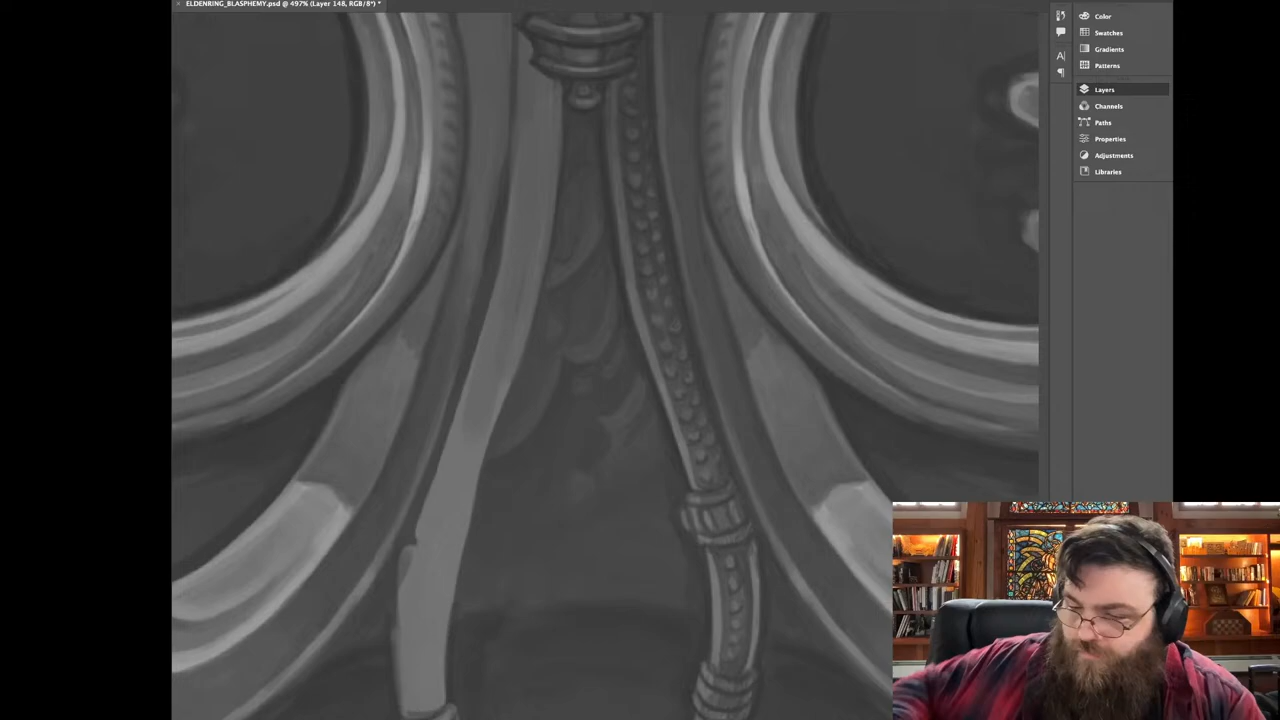 ELDENRING_BLASPHEMY.psd @ 497% (Layer 148, RGB/8*) *
Color
Swatches
Gradients
Patterns
Layers
Channels
Paths
Properties
Adjustments
Libraries